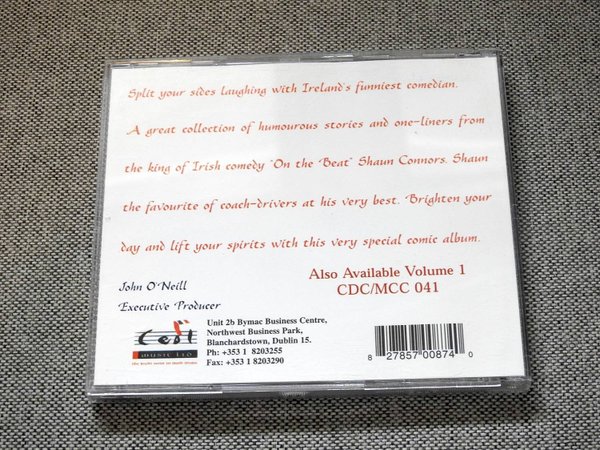 Split your sides laughing with Ireland's funniest comedian.
A great collection of humourous stories and one-liners from
the king of Irish comedy "On the Beat" Shaun Connors. Shaun
the favourite of coach-drivers at his very best. Brighten your
day and lift your spirits with this very special comic album.
Also Available Volume 1
CDC/MCC 041
John O'Neill
Executive Producer
MUSIC LTD
Unit 2b Bymac Business Centre,
Northwest Business Park,
Blanchardstown, Dublin 15.
Ph: +353 1 8203255
Fax: +353 1 8203290
8 27857 00874 0